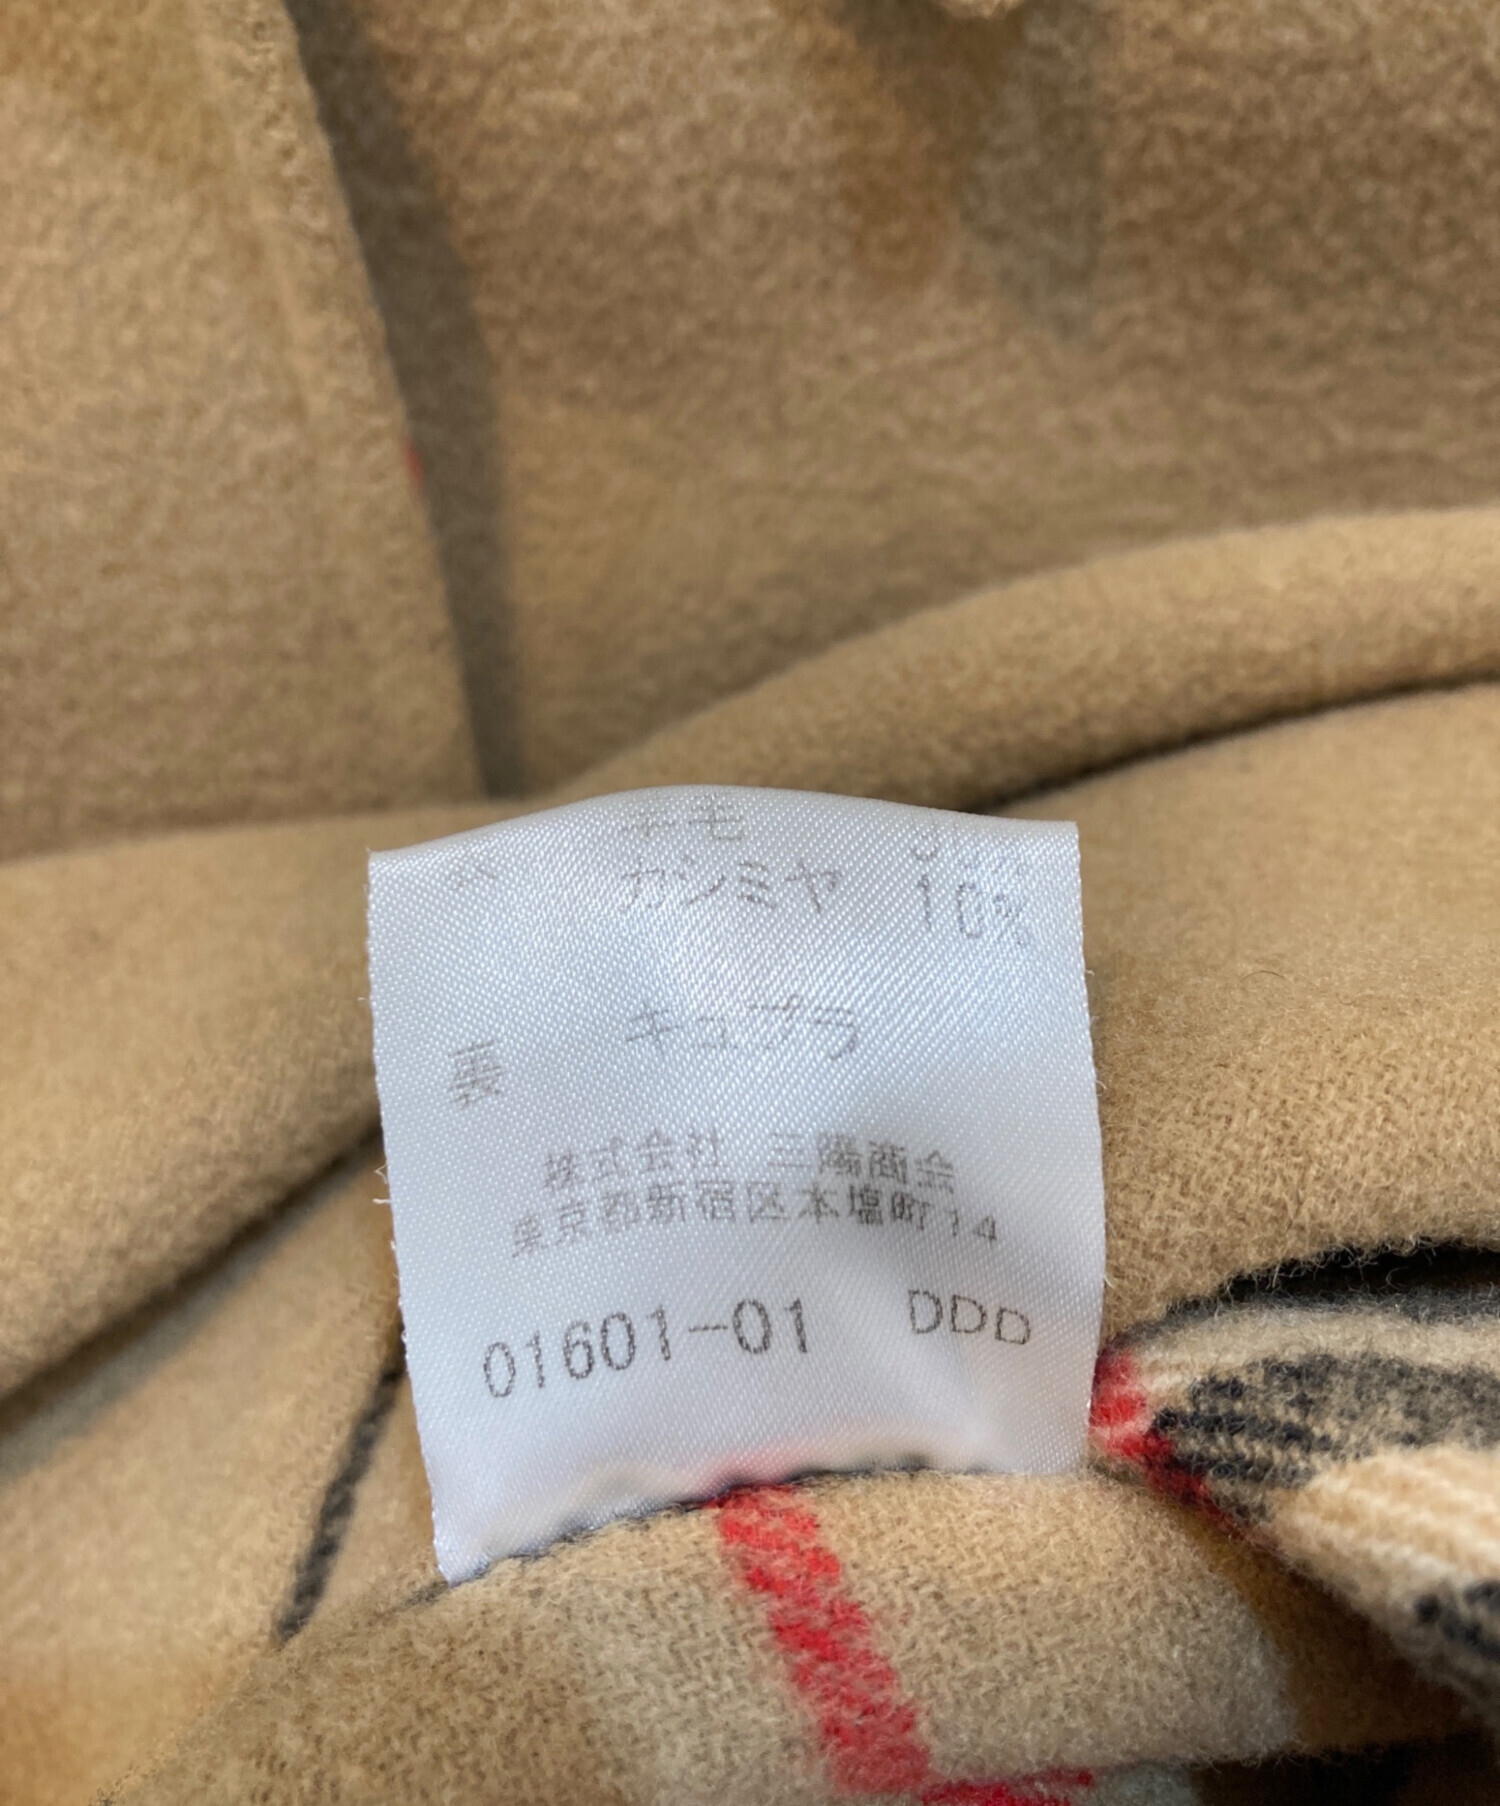 毛
カシミヤ 10%
裏 キュプラ
株式会社 三陽商会
東京都新宿区本塩町14
01601-01 DDD